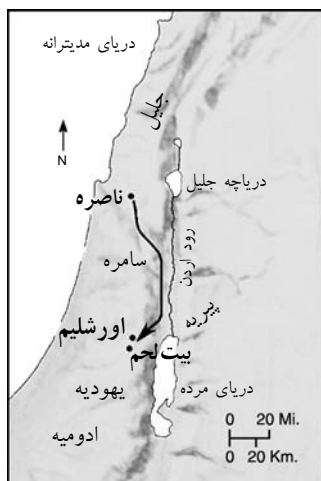 دریای مدیترانه
جلیل
N
دریاچه جلیل
ناصره
رود اردن
سامره
پیریه
اورشلیم
بیت‌لحم
یهودیه
دریای مرده
ادومیه
0 20 Mi.
0 20 Km.